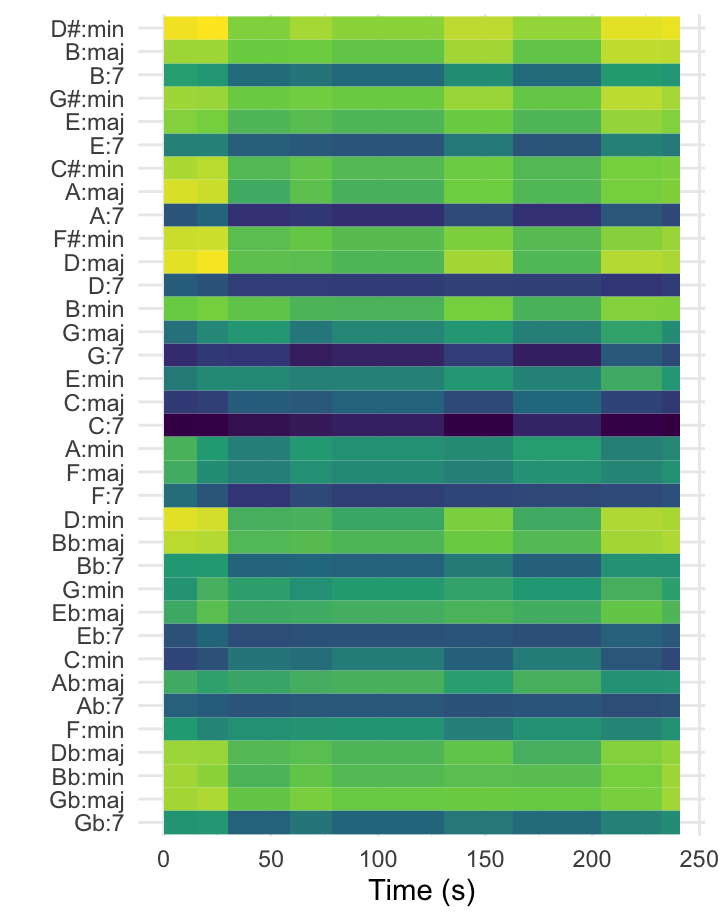 D#:min
B:maj
B:7
G#:min
E:maj
E:7
C#:min
A:maj
A:7
F#:min
D:maj
D:7
B:min
G:maj
G:7
E:min
C:maj
C:7
A:min
F:maj
F:7
D:min
Bb:maj
Bb:7
G:min
Eb:maj
Eb:7
C:min
Ab:maj
Ab:7
F:min
Db:maj
Bb:min
Gb:maj
Gb:7
0 50 100 150 200 250
Time (s)